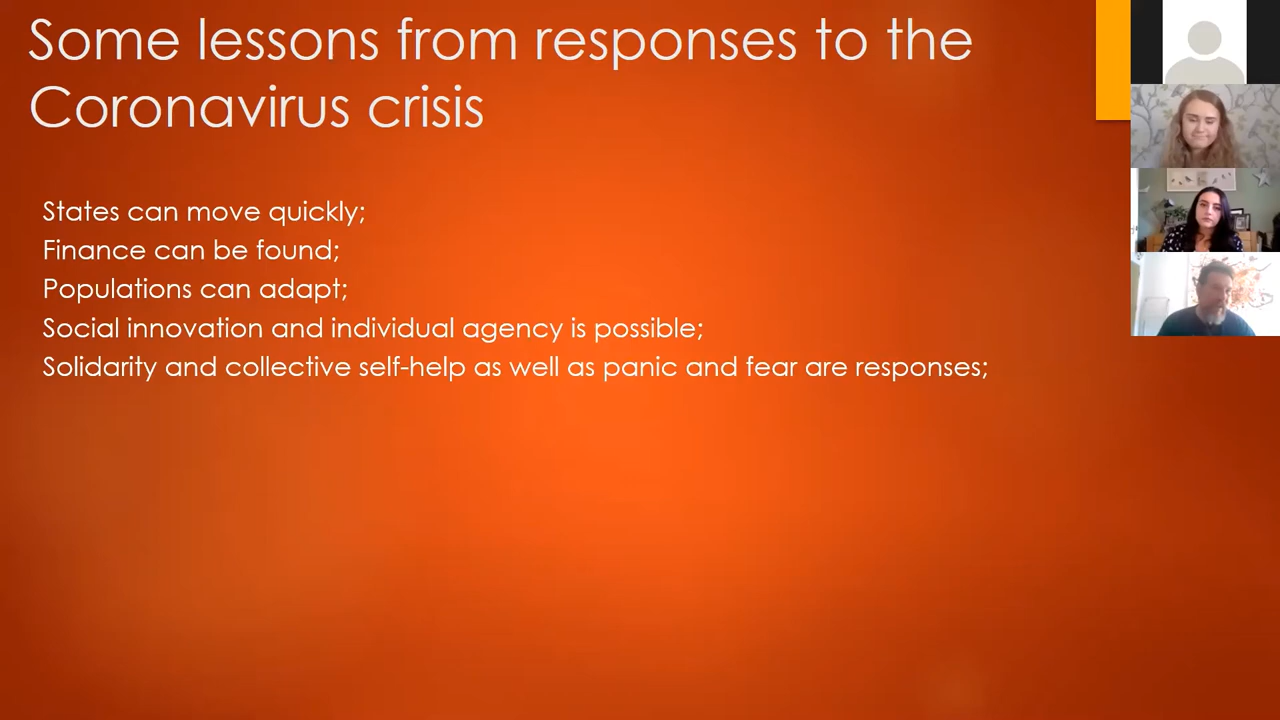 Some lessons from responses to the
Coronavirus crisis
States can move quickly;
Finance can be found;
Populations can adapt;
Social innovation and individual agency is possible;
Solidarity and collective self-help as well as panic and fear are responses;